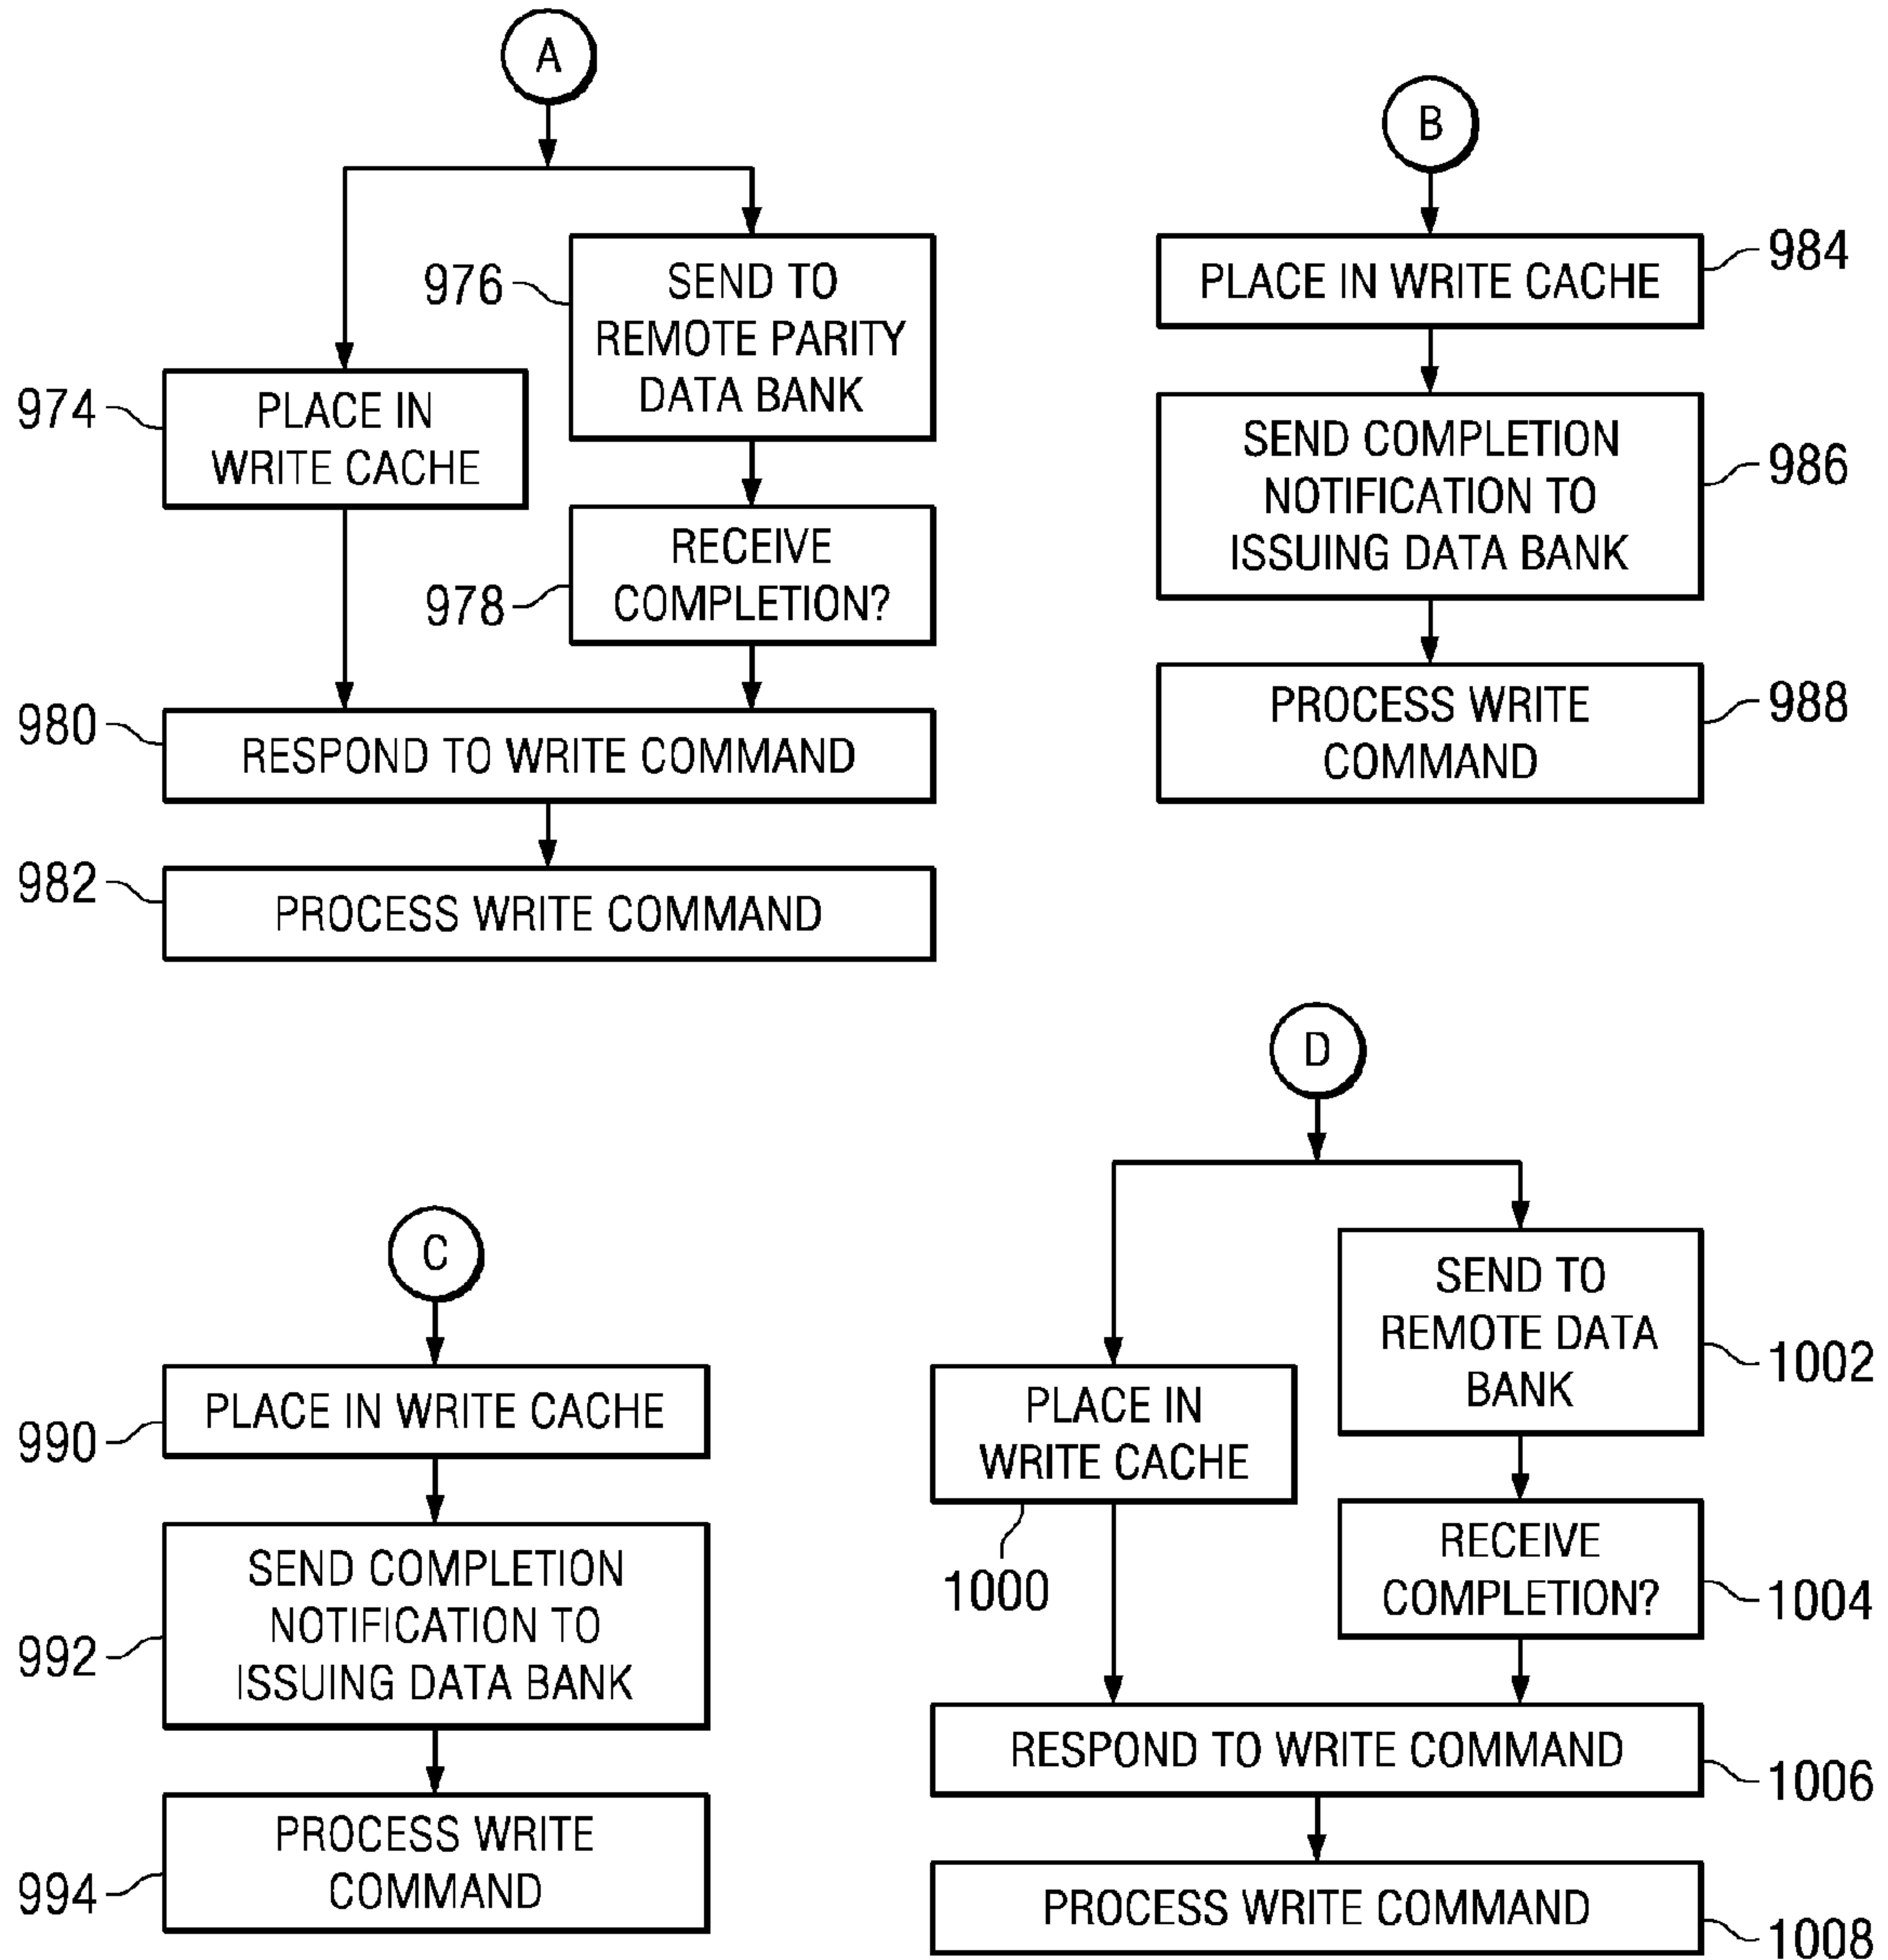 A
976
SEND TO
REMOTE PARITY
DATA BANK
974
PLACE IN
WRITE CACHE
978
RECEIVE
COMPLETION?
980
RESPOND TO WRITE COMMAND
982
PROCESS WRITE COMMAND
B
PLACE IN WRITE CACHE
984
SEND COMPLETION
NOTIFICATION TO
ISSUING DATA BANK
986
PROCESS WRITE
COMMAND
988
C
PLACE IN WRITE CACHE
990
SEND COMPLETION
NOTIFICATION TO
ISSUING DATA BANK
992
PROCESS WRITE
COMMAND
994
D
SEND TO
REMOTE DATA
BANK
1002
PLACE IN
WRITE CACHE
1000
RECEIVE
COMPLETION?
1004
RESPOND TO WRITE COMMAND
1006
PROCESS WRITE COMMAND
1008